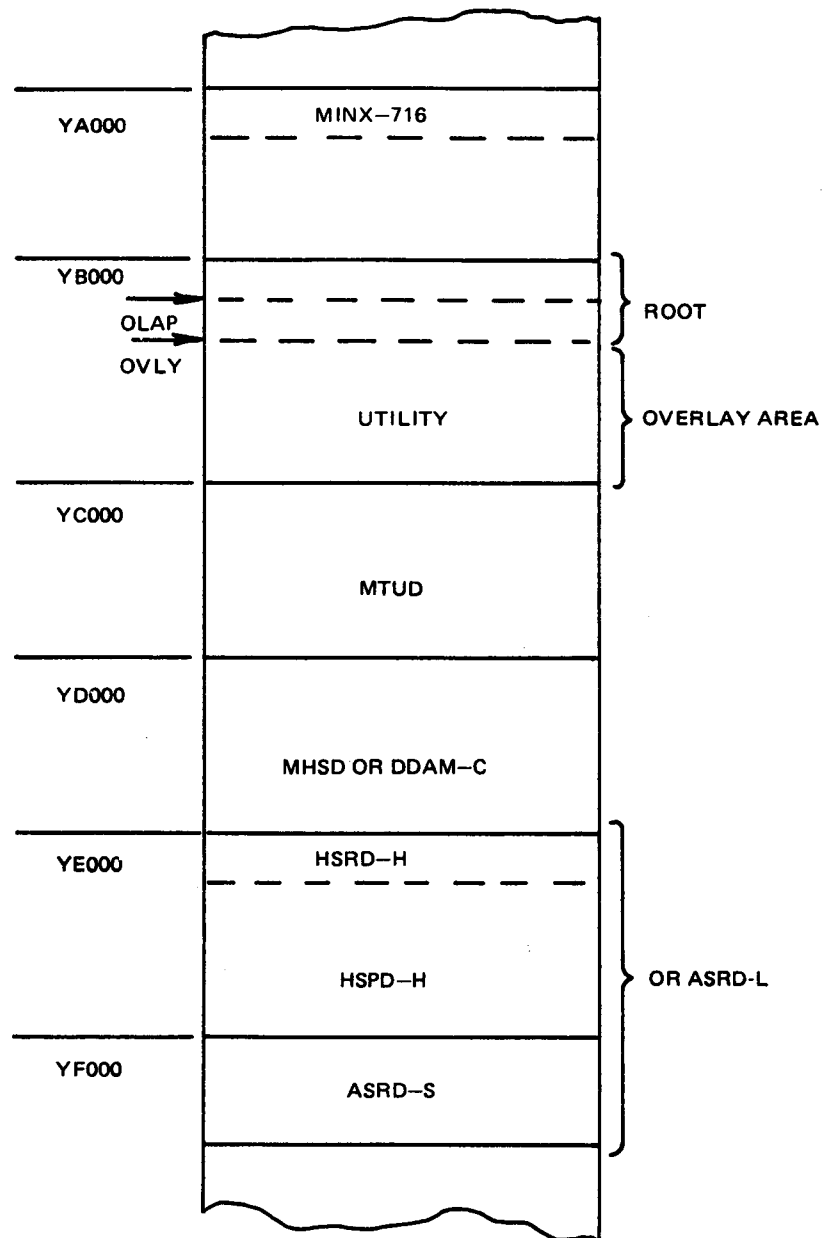 MINX–716
YA000
YB000
ROOT
OLAP
OVLY
UTILITY
OVERLAY AREA
YC000
MTUD
YD000
MHSD OR DDAM–C
HSRD–H
YE000
HSPD–H
OR ASRD-L
YF000
ASRD–S